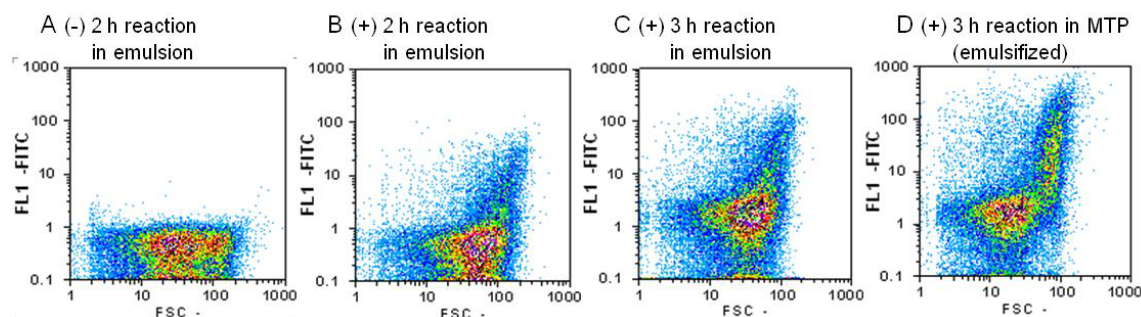 A (-) 2 h reaction
in emulsion
B (+) 2 h reaction
in emulsion
C (+) 3 h reaction
in emulsion
D (+) 3 h reaction in MTP
(emulsifized)
FL1 -FITC
1000
100
10
1
0.1
1 10 100 1000
FSC -
FL1 -FITC
1000
100
10
1
0.1
1 10 100 1000
FSC -
FL1 -FITC
1000
100
10
1
0.1
1 10 100 1000
FSC -
FL1 -FITC
1000
100
10
1
0.1
1 10 100 1000
FSC -